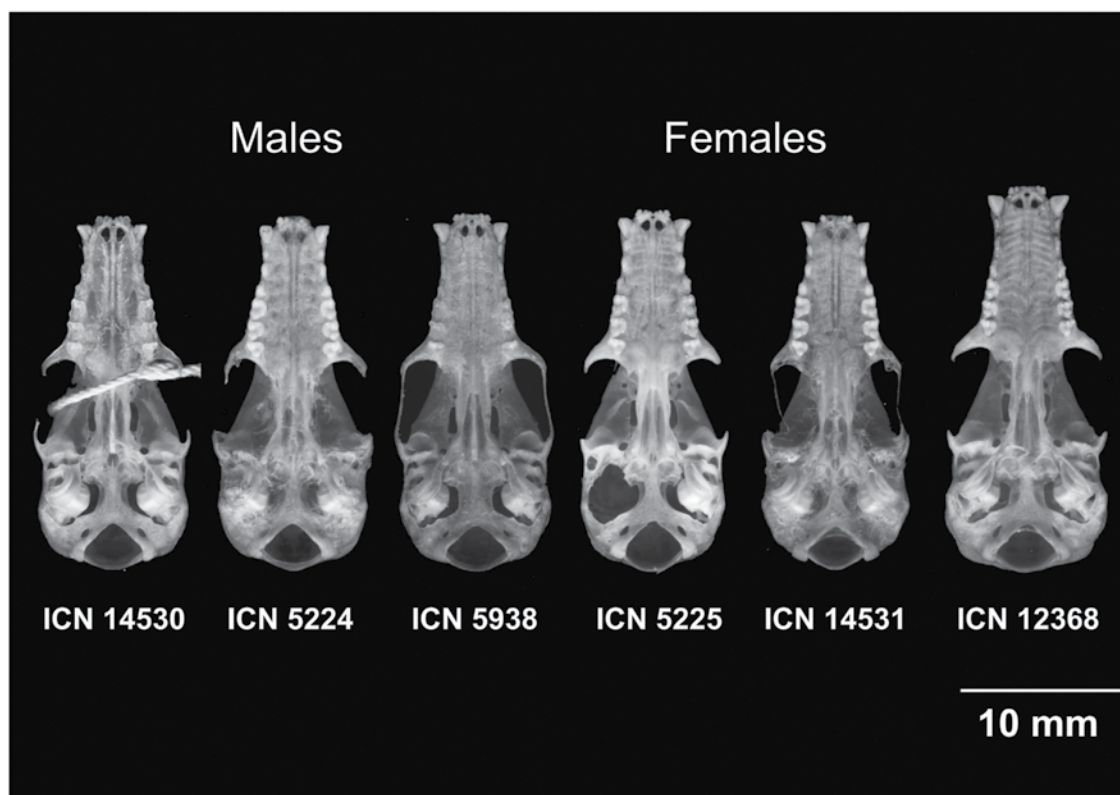 Males
Females
ICN 14530
ICN 5224
ICN 5938
ICN 5225
ICN 14531
ICN 12368
10 mm